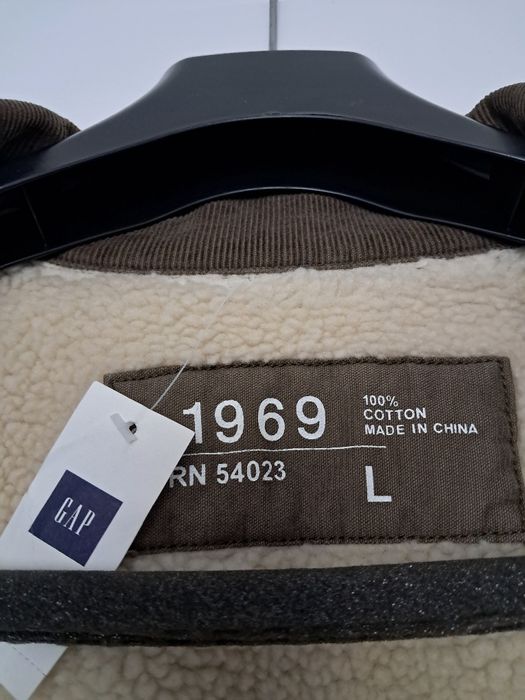 1969
RN 54023
100%
COTTON
MADE IN CHINA
L
GAP